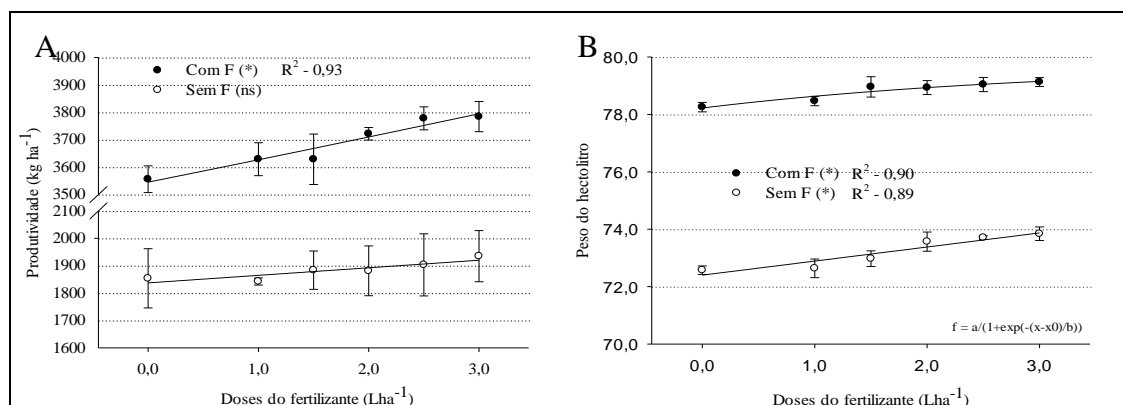 A
Com F (*) R² - 0,93
Sem F (ns)
Produtividade (kg ha⁻¹)
4000
3900
3800
3700
3600
3500
2100
2000
1900
1800
1700
1600
0,0 1,0 2,0 3,0
Doses do fertilizante (Lha⁻¹)
B
Peso do hectolitro
80,0
78,0
76,0
74,0
72,0
70,0
Com F (*) R² - 0,90
Sem F (*) R² - 0,89
f = a/(1+exp(-(x-x0)/b))
0,0 1,0 2,0 3,0
Doses do fertilizante (Lha⁻¹)